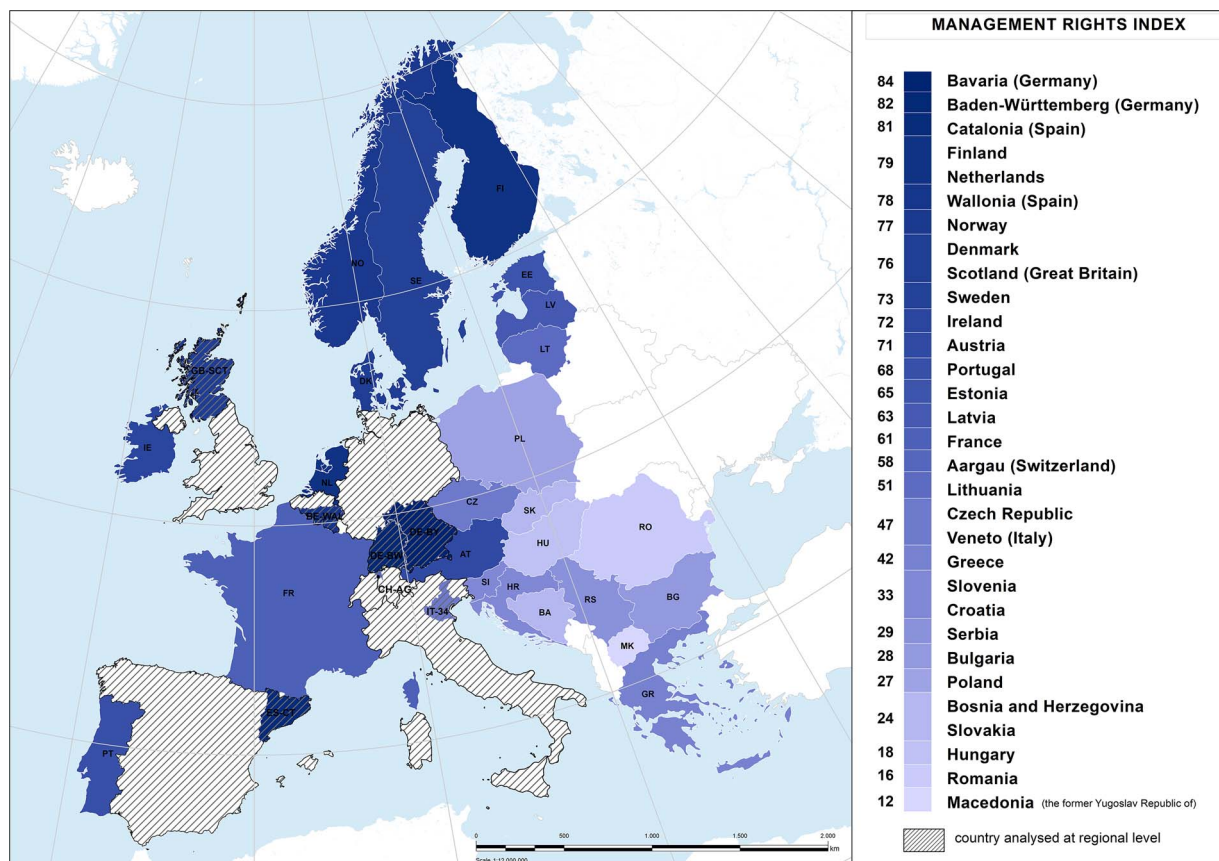 MANAGEMENT RIGHTS INDEX
84 Bavaria (Germany)
82 Baden-Württemberg (Germany)
81 Catalonia (Spain)
79 Finland
Netherlands
78 Wallonia (Spain)
77 Norway
76 Denmark
Scotland (Great Britain)
73 Sweden
72 Ireland
71 Austria
68 Portugal
65 Estonia
63 Latvia
61 France
58 Aargau (Switzerland)
51 Lithuania
47 Czech Republic
Veneto (Italy)
42 Greece
33 Slovenia
Croatia
29 Serbia
28 Bulgaria
27 Poland
24 Bosnia and Herzegovina
Slovakia
18 Hungary
16 Romania
12 Macedonia (the former Yugoslav Republic of)
country analysed at regional level
FI
NO
SE
EE
LV
LT
GB-SCT
DK
IE
PL
NL
BE-WAL
CZ
SK
DE-BY
DE-BW
AT
HU
RO
FR
CH-AG
IT-34
SI
HR
BA
RS
BG
MK
GR
ES-CT
PT
0 500 1.000 1.500 2.000
km
Scale 1:12.000.000